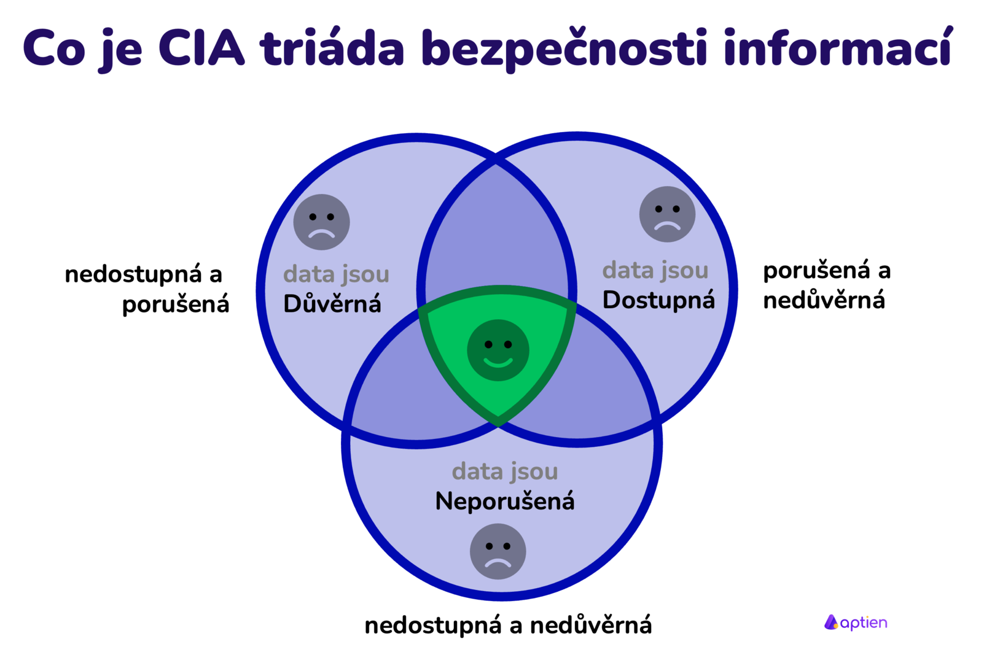 Co je CIA triáda bezpečnosti informací
nedostupná a
porušená
data jsou
Důvěrná
data jsou
Dostupná
porušená a
nedůvěrná
data jsou
Neporušená
nedostupná a nedůvěrná
aptien